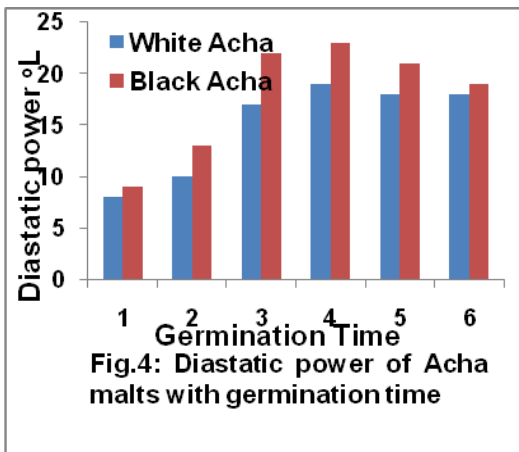 Diastatic power ºL
25
20
15
10
5
0
White Acha
Black Acha
1 2 3 4 5 6
Germination Time
Fig.4: Diastatic power of Acha
malts with germination time